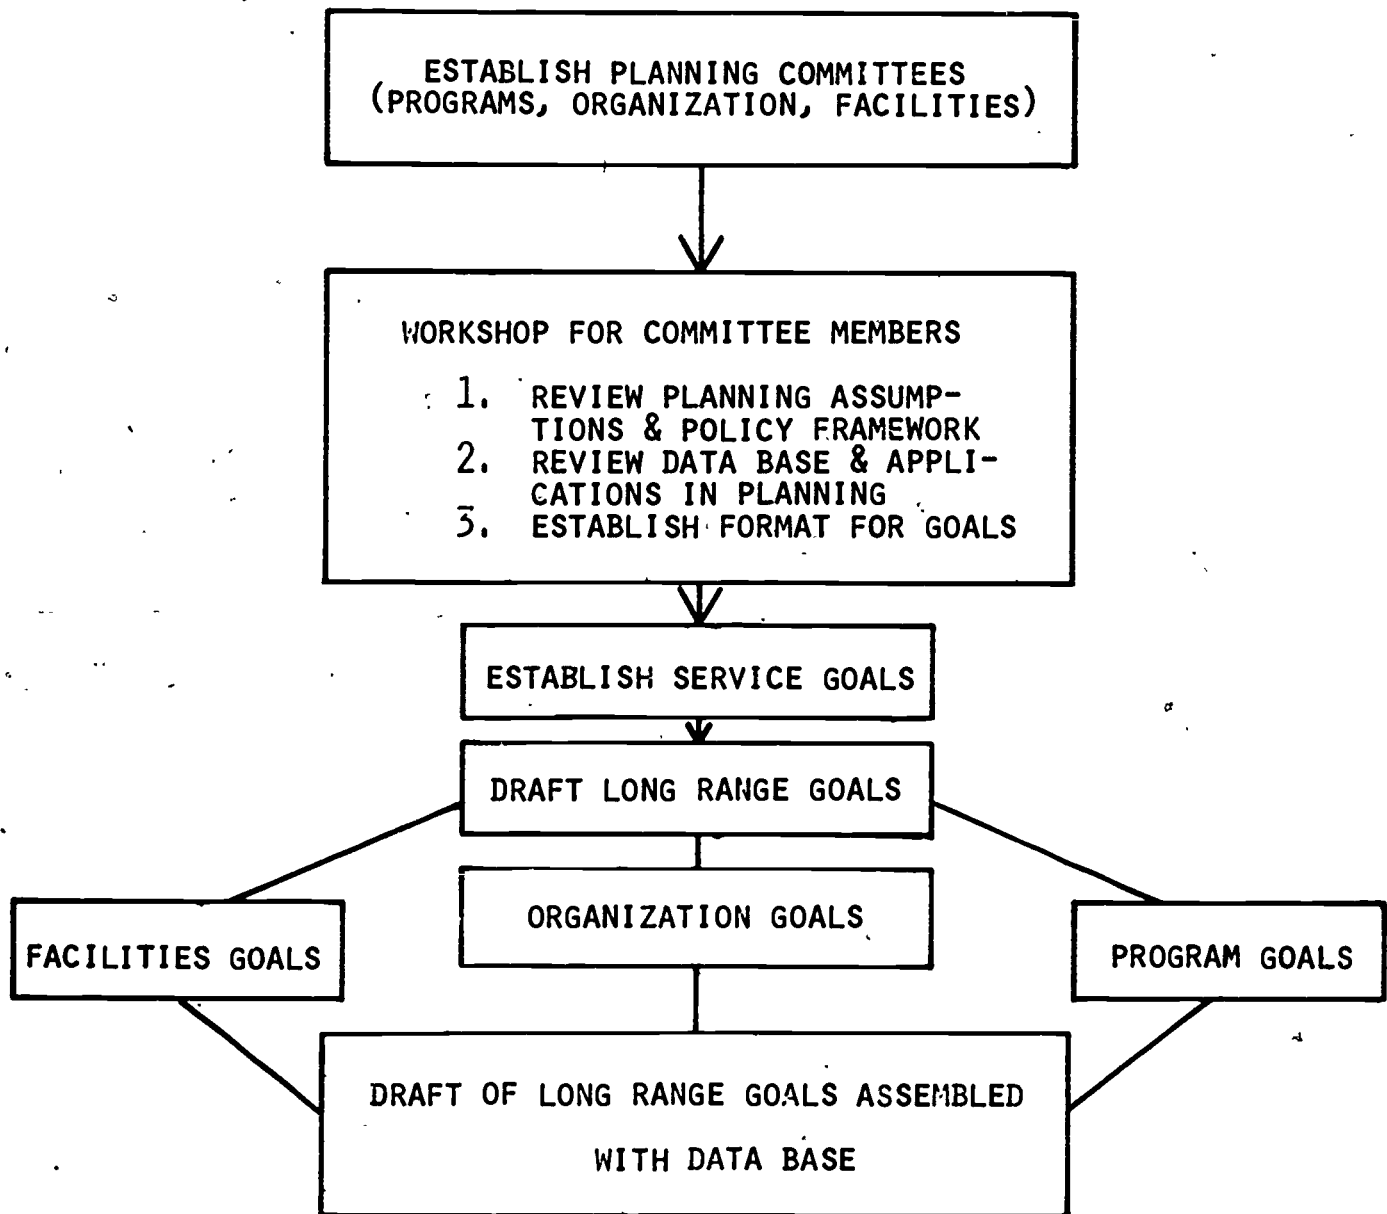 ESTABLISH PLANNING COMMITTEES
(PROGRAMS, ORGANIZATION, FACILITIES)
WORKSHOP FOR COMMITTEE MEMBERS
1. REVIEW PLANNING ASSUMP-
TIONS & POLICY FRAMEWORK
2. REVIEW DATA BASE & APPLI-
CATIONS IN PLANNING
3. ESTABLISH FORMAT FOR GOALS
ESTABLISH SERVICE GOALS
DRAFT LONG RANGE GOALS
ORGANIZATION GOALS
FACILITIES GOALS
PROGRAM GOALS
DRAFT OF LONG RANGE GOALS ASSEMBLED
WITH DATA BASE